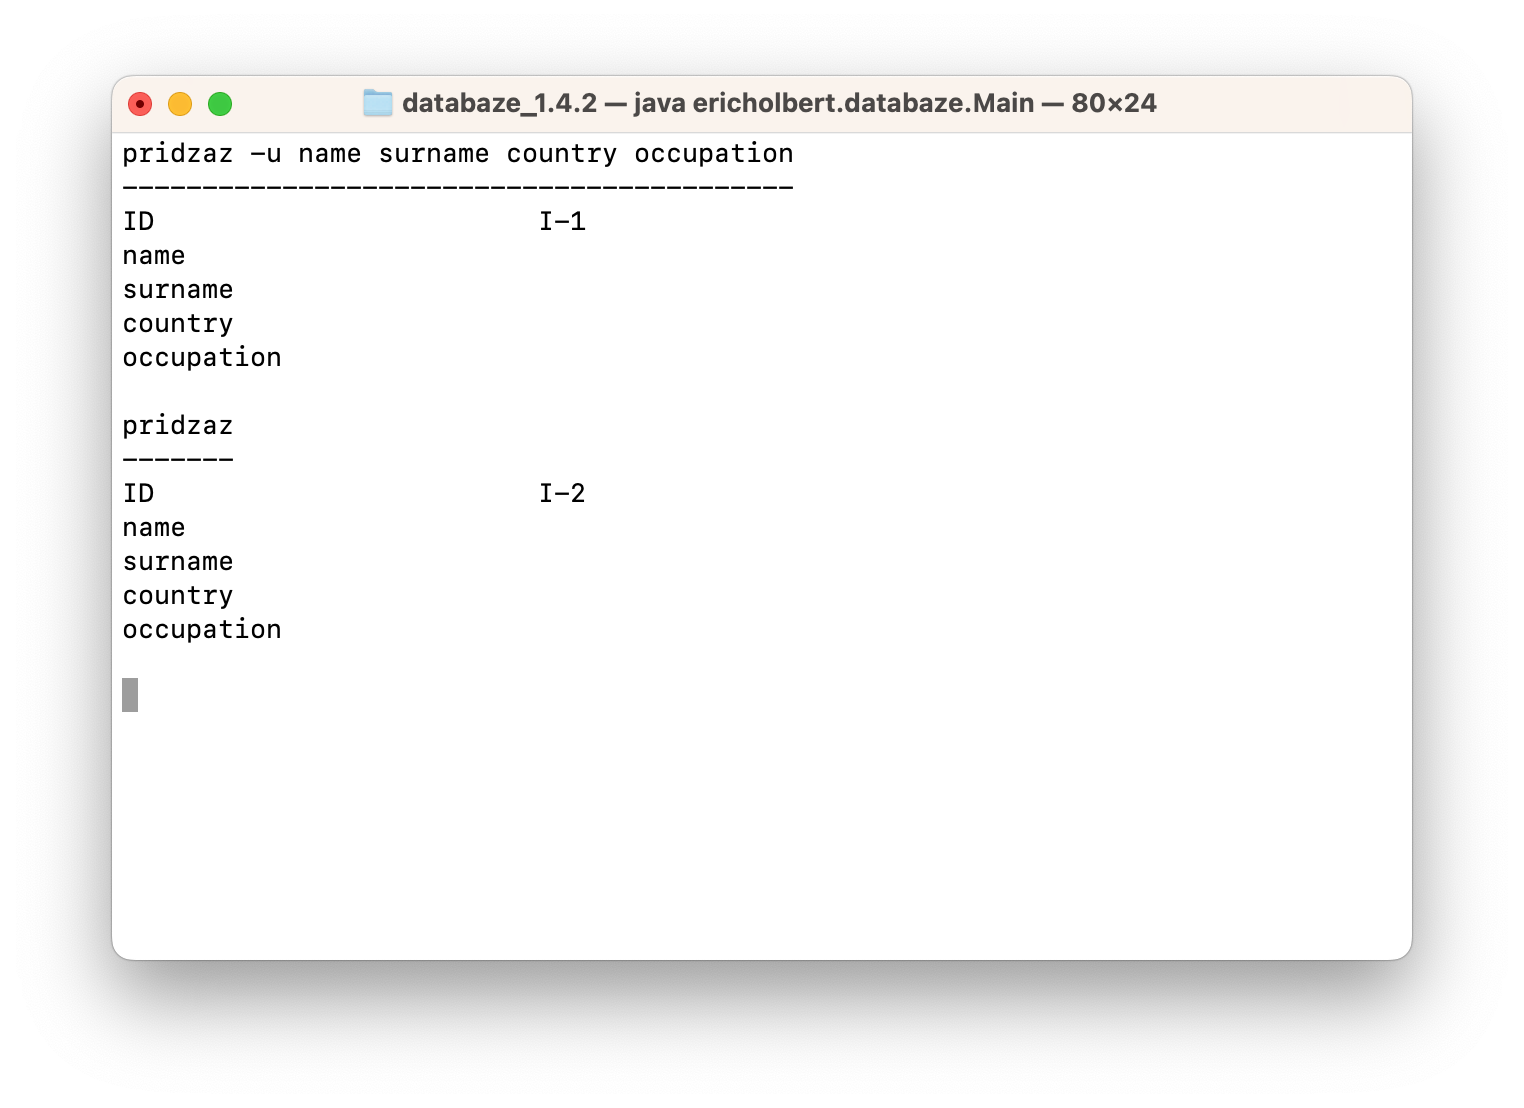 databaze_1.4.2 — java ericholbert.databaze.Main — 80×24
pridzaz -u name surname country occupation
------------------------------------------
ID                        I-1
name
surname
country
occupation
pridzaz
-------
ID                        I-2
name
surname
country
occupation